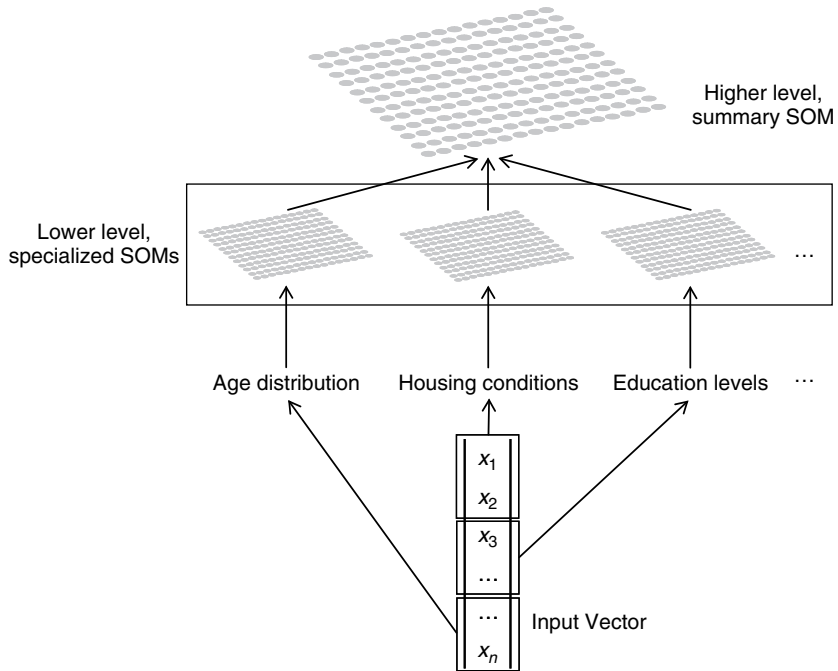 Higher level,
summary SOM
Lower level,
specialized SOMs
...
Age distribution
Housing conditions
Education levels
...
x1
x2
x3
...
...
xn
Input Vector